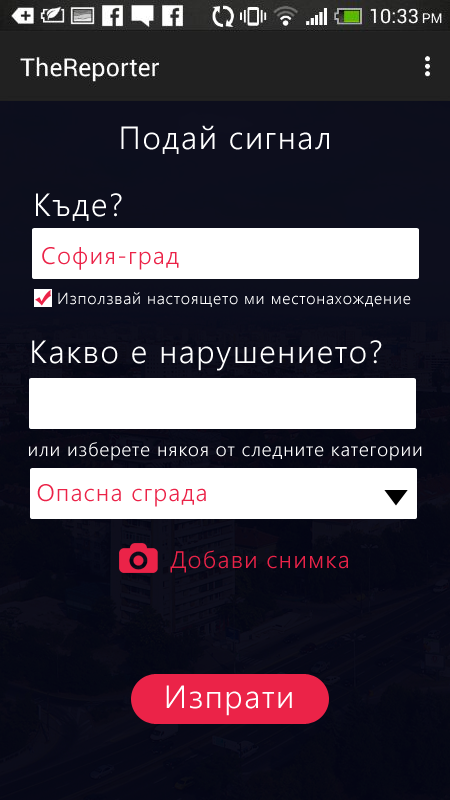 10:33 PM
TheReporter
Подай сигнал
Къде?
София-град
Използвай настоящето ми местонахождение
Какво е нарушението?
или изберете някоя от следните категории
Опасна сграда
Добави снимка
Изпрати